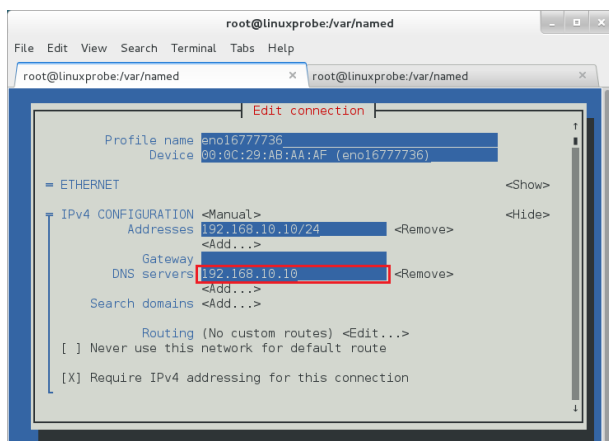 root@linuxprobe:/var/named
File Edit View Search Terminal Tabs Help
root@linuxprobe:/var/named × root@linuxprobe:/var/named ×
Edit connection
Profile name eno16777736
Device 00:0C:29:AB:AA:AF (eno16777736)
= ETHERNET <Show>
IPv4 CONFIGURATION <Manual> <Hide>
Addresses 192.168.10.10/24 <Remove>
<Add...>
Gateway
DNS servers 192.168.10.10 <Remove>
<Add...>
Search domains <Add...>
Routing (No custom routes) <Edit...>
[ ] Never use this network for default route
[X] Require IPv4 addressing for this connection